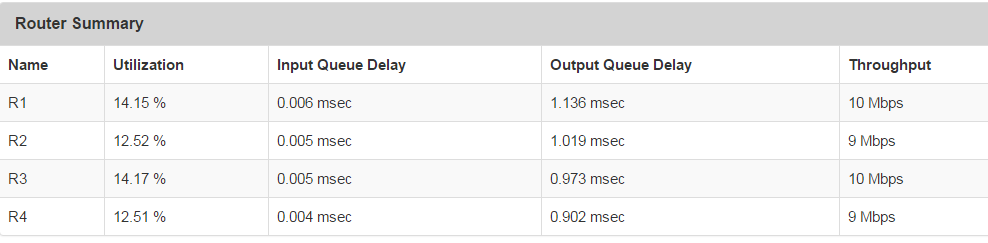 Router Summary
Name Utilization Input Queue Delay Output Queue Delay Throughput
R1 14.15 % 0.006 msec 1.136 msec 10 Mbps
R2 12.52 % 0.005 msec 1.019 msec 9 Mbps
R3 14.17 % 0.005 msec 0.973 msec 10 Mbps
R4 12.51 % 0.004 msec 0.902 msec 9 Mbps